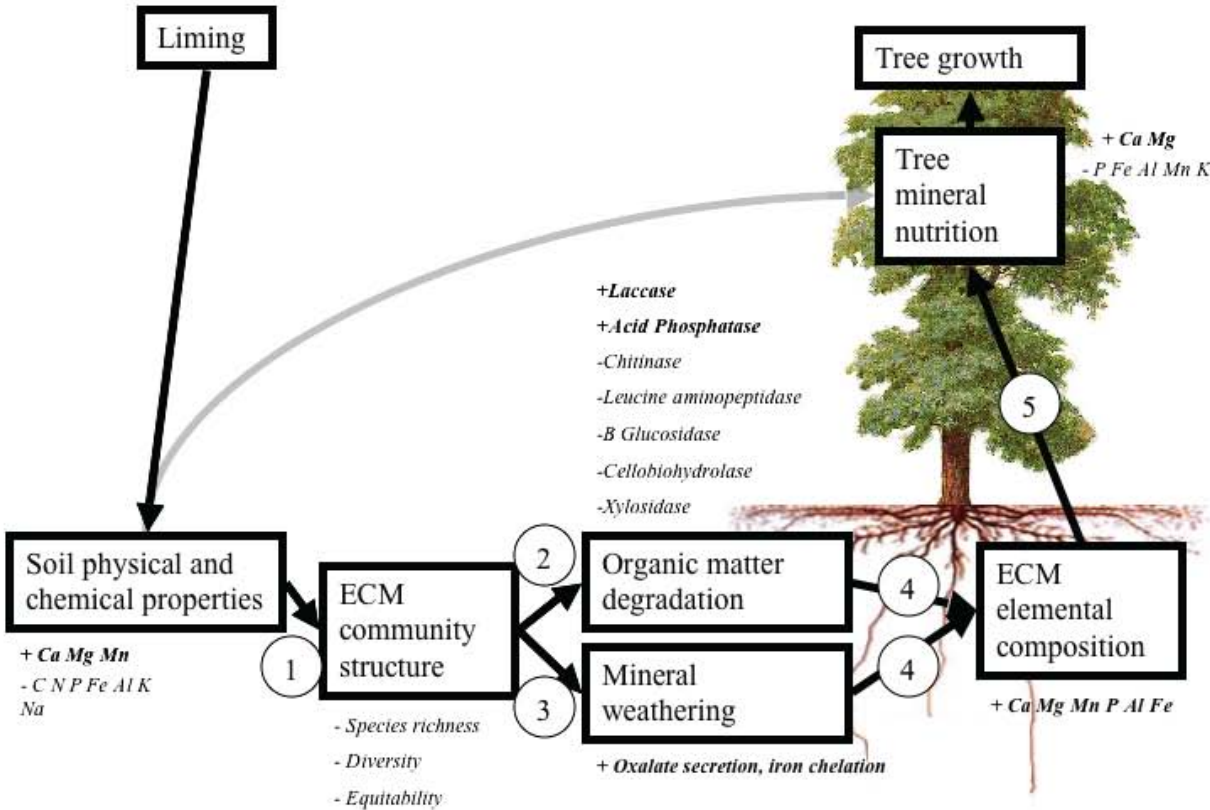 Liming
Tree growth
Tree
mineral
nutrition
+ Ca Mg
- P Fe Al Mn K
+Laccase
+Acid Phosphatase
-Chitinase
-Leucine aminopeptidase
-B Glucosidase
-Cellobiohydrolase
-Xylosidase
5
Soil physical and
chemical properties
+ Ca Mg Mn
- C N P Fe Al K
Na
1
ECM
community
structure
- Species richness
- Diversity
- Equitability
2
Organic matter
degradation
3
Mineral
weathering
+ Oxalate secretion, iron chelation
4
4
ECM
elemental
composition
+ Ca Mg Mn P Al Fe